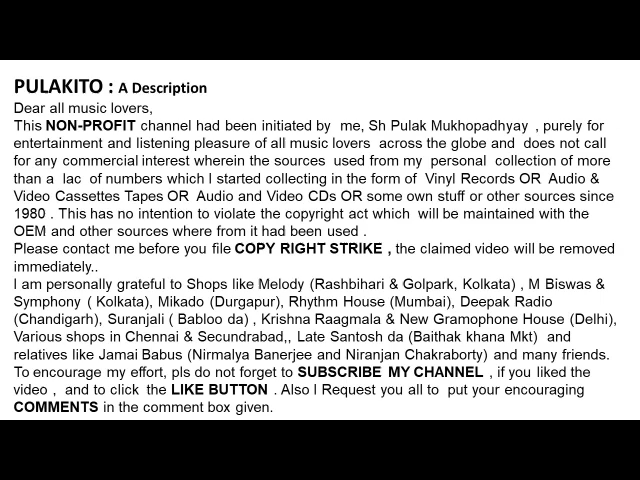 PULAKITO : A Description
Dear all music lovers,
This NON-PROFIT channel had been initiated by me, Sh Pulak Mukhopadhyay , purely for
entertainment and listening pleasure of all music lovers across the globe and does not call
for any commercial interest wherein the sources used from my personal collection of more
than a lac of numbers which I started collecting in the form of Vinyl Records OR Audio &
Video Cassettes Tapes OR Audio and Video CDs OR some own stuff or other sources since
1980 . This has no intention to violate the copyright act which will be maintained with the
OEM and other sources where from it had been used .
Please contact me before you file COPY RIGHT STRIKE , the claimed video will be removed
immediately..
I am personally grateful to Shops like Melody (Rashbihari & Golpark, Kolkata) , M Biswas &
Symphony ( Kolkata), Mikado (Durgapur), Rhythm House (Mumbai), Deepak Radio
(Chandigarh), Suranjali ( Babloo da) , Krishna Raagmala & New Gramophone House (Delhi),
Various shops in Chennai & Secundrabad,, Late Santosh da (Baithak khana Mkt) and
relatives like Jamai Babus (Nirmalya Banerjee and Niranjan Chakraborty) and many friends.
To encourage my effort, pls do not forget to SUBSCRIBE MY CHANNEL , if you liked the
video , and to click the LIKE BUTTON . Also I Request you all to put your encouraging
COMMENTS in the comment box given.